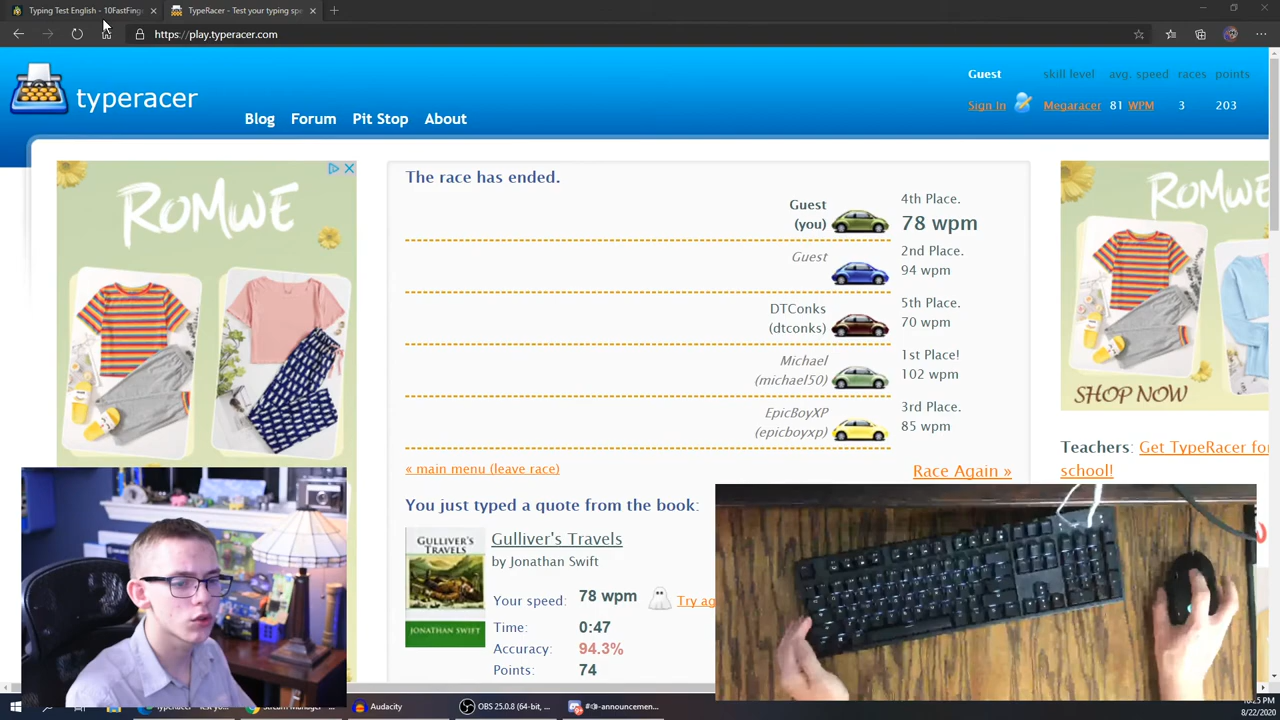 Typing Test English - 10FastFing
TypeRacer - Test your typing spe
https://play.typeracer.com
typeracer
Blog
Forum
Pit Stop
About
Guest
skill level
avg. speed
races
points
Sign In
Megaracer
81 WPM
3
203
ROMWE
The race has ended.
Guest
(you)
4th Place.
78 wpm
Guest
2nd Place.
94 wpm
DTConks
(dtconks)
5th Place.
70 wpm
Michael
(michael50)
1st Place!
102 wpm
EpicBoyXP
(epicboyxp)
3rd Place.
85 wpm
« main menu (leave race)
Race Again »
You just typed a quote from the book:
GULLIVER'S
TRAVELS
JONATHAN SWIFT
Gulliver's Travels
by Jonathan Swift
Your speed:
78 wpm
Try ag
Time:
0:47
Accuracy:
94.3%
Points:
74
ROMWE
SHOP NOW
Teachers: Get TypeRacer for
school!
Audacity
OBS 25.0.8 (64-bit, ...
8/22/2020